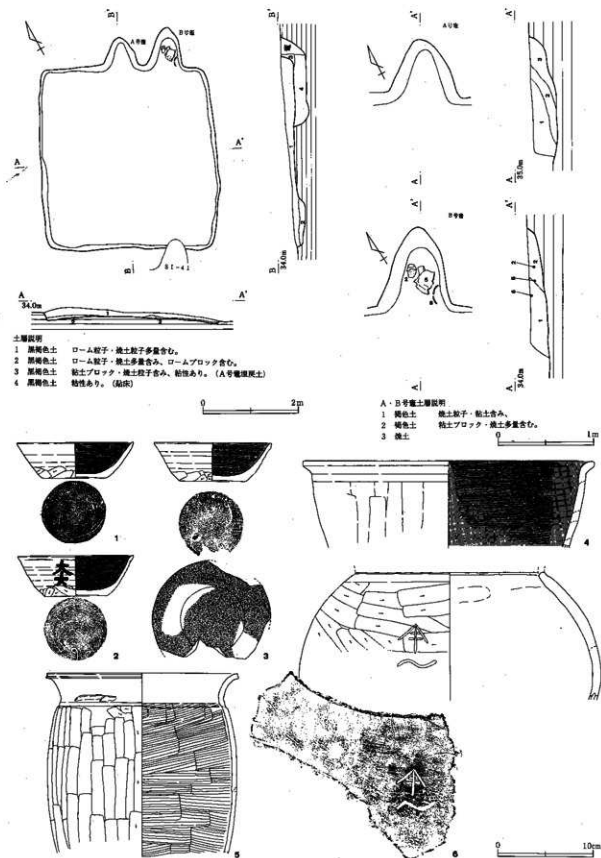 B'
A号竈
B号竈
A'
A
B
SI-41
B'
B
34.0m
A'
A号竈
A
A'
A
35.0m
A'
B号竈
A
A'
A
34.0m
A
34.0m
A'
土層説明
1 黒褐色土 ローム粒子・焼土粒子多量含む。
2 黒褐色土 ローム粒子・焼土多量含み、ロームブロック含む。
3 黒褐色土 粘土ブロック・焼土粒子含み、粘性あり。(A号竈埋戻土)
4 黒褐色土 粘性あり。(貼床)
0 2m
A・B号竈土層説明
1 褐色土 焼土粒子・粘土含み、
2 褐色土 粘土ブロック・焼土多量含む。
3 焼土
0 1m
1
2
3
4
5
6
0 10cm